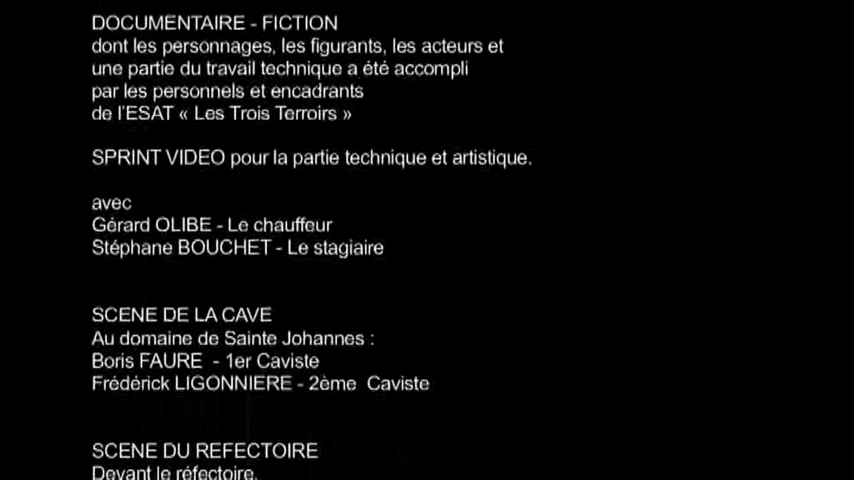 DOCUMENTAIRE - FICTION
dont les personnages, les figurants, les acteurs et
une partie du travail technique a été accompli
par les personnels et encadrants
de l'ESAT « Les Trois Terroirs »
SPRINT VIDEO pour la partie technique et artistique.
avec
Gérard OLIBE - Le chauffeur
Stéphane BOUCHET - Le stagiaire
SCENE DE LA CAVE
Au domaine de Sainte Johannes :
Boris FAURE - 1er Caviste
Frédérick LIGONNIERE - 2ème Caviste
SCENE DU REFECTOIRE
Devant le réfectoire.